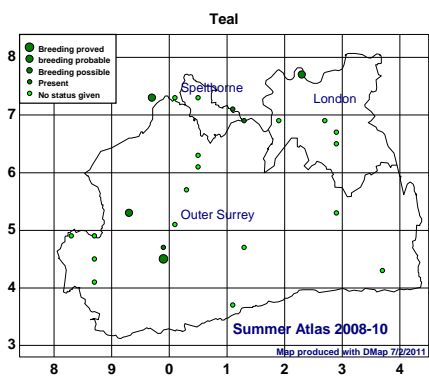 Teal
Breeding proved
breeding probable
Breeding possible
Present
No status given
Spelthorne
London
Outer Surrey
Summer Atlas 2008-10
Map produced with DMap 7/2/2011
8
7
6
5
4
3
8 9 0 1 2 3 4